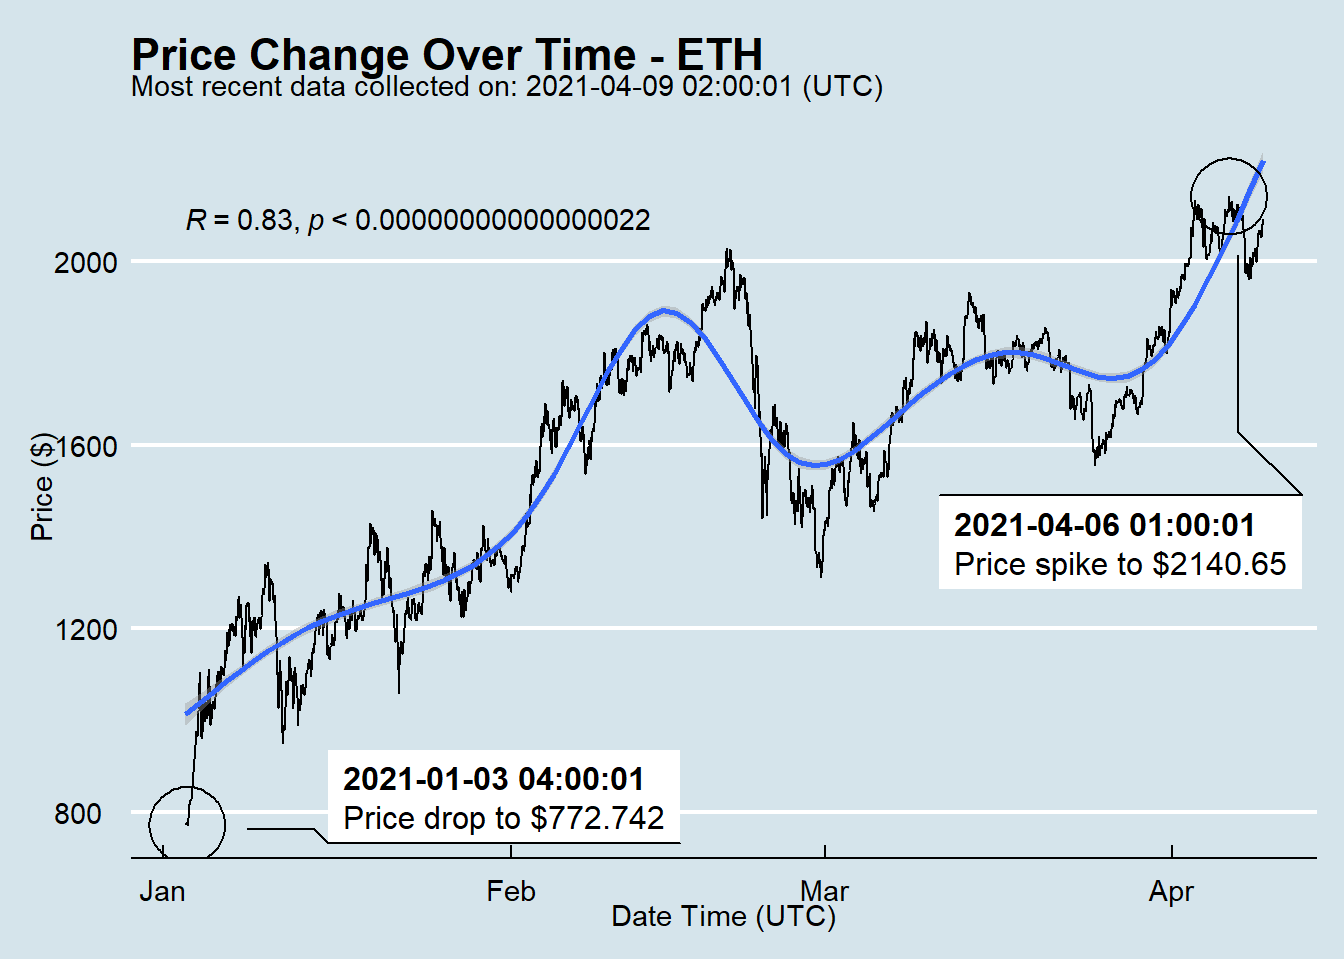 Price Change Over Time - ETH
Most recent data collected on: 2021-04-09 02:00:01 (UTC)
R = 0.83, p < 0.00000000000000022
2000
1600
1200
800
Price ($)
2021-04-06 01:00:01
Price spike to $2140.65
2021-01-03 04:00:01
Price drop to $772.742
Jan Feb Mar Apr
Date Time (UTC)